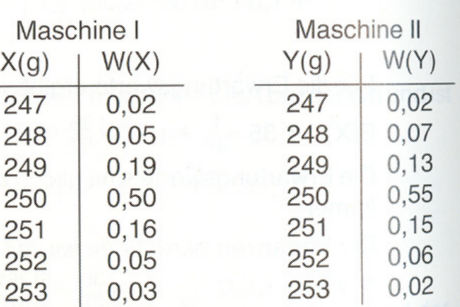 Maschine I Maschine II
X(g) W(X) Y(g) W(Y)
247 0,02 247 0,02
248 0,05 248 0,07
249 0,19 249 0,13
250 0,50 250 0,55
251 0,16 251 0,15
252 0,05 252 0,06
253 0,03 253 0,02